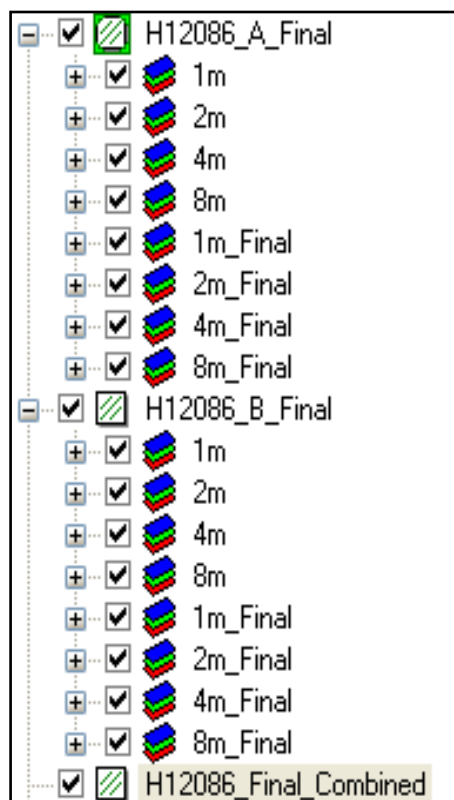 H12086_A_Final
1m
2m
4m
8m
1m_Final
2m_Final
4m_Final
8m_Final
H12086_B_Final
1m
2m
4m
8m
1m_Final
2m_Final
4m_Final
8m_Final
H12086_Final_Combined